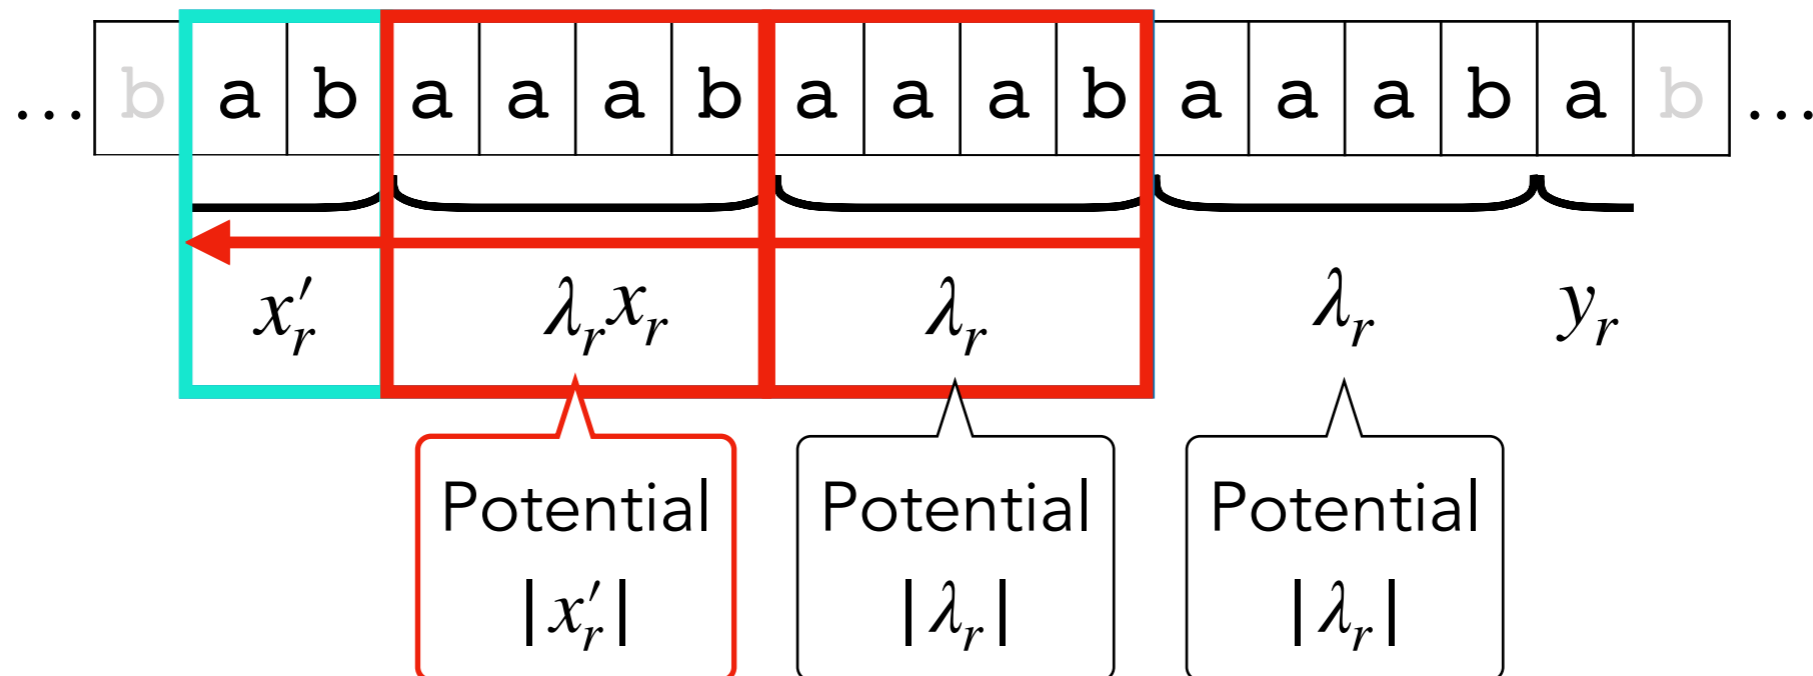 … b a b a a a b a a a b a a a b a b …
x′ᵣ λᵣxᵣ λᵣ λᵣ yᵣ
Potential Potential Potential
|x′ᵣ| |λᵣ| |λᵣ|